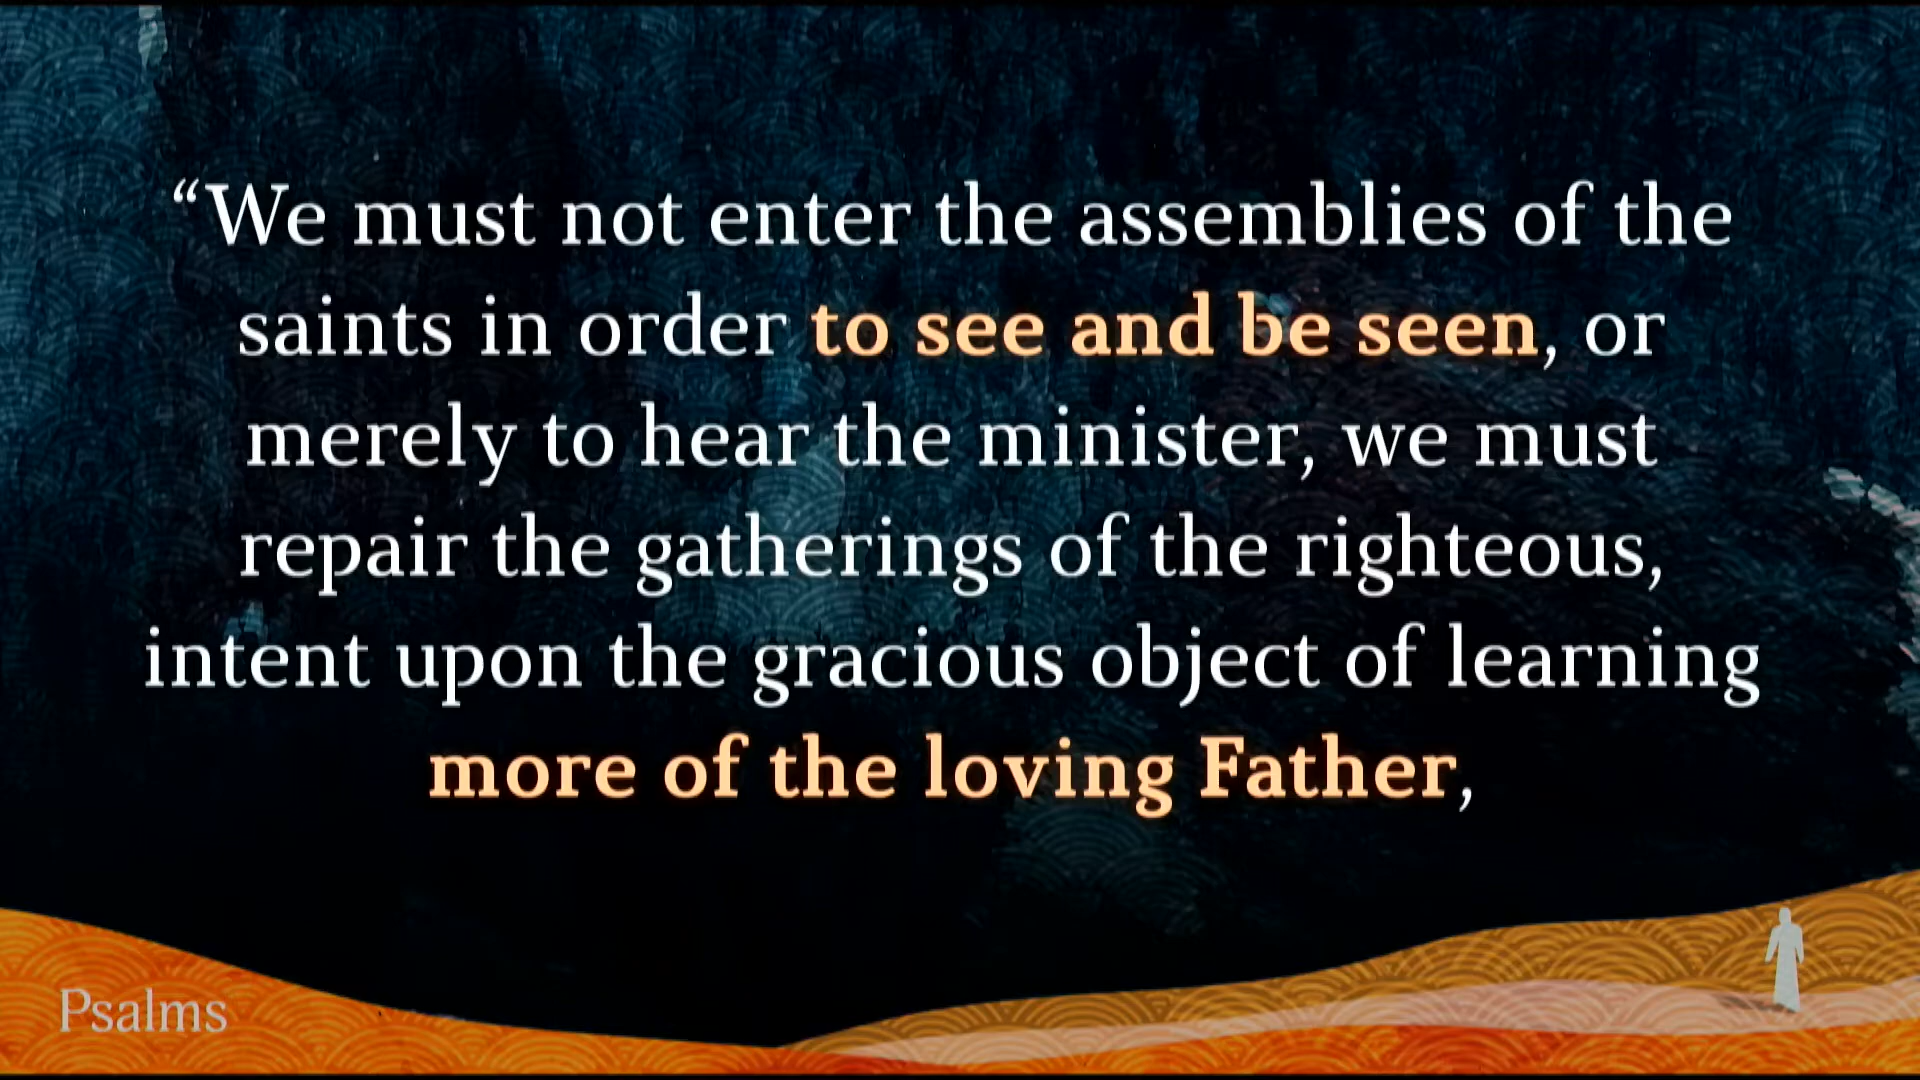 “We must not enter the assemblies of the
saints in order to see and be seen, or
merely to hear the minister, we must
repair the gatherings of the righteous,
intent upon the gracious object of learning
more of the loving Father,
Psalms